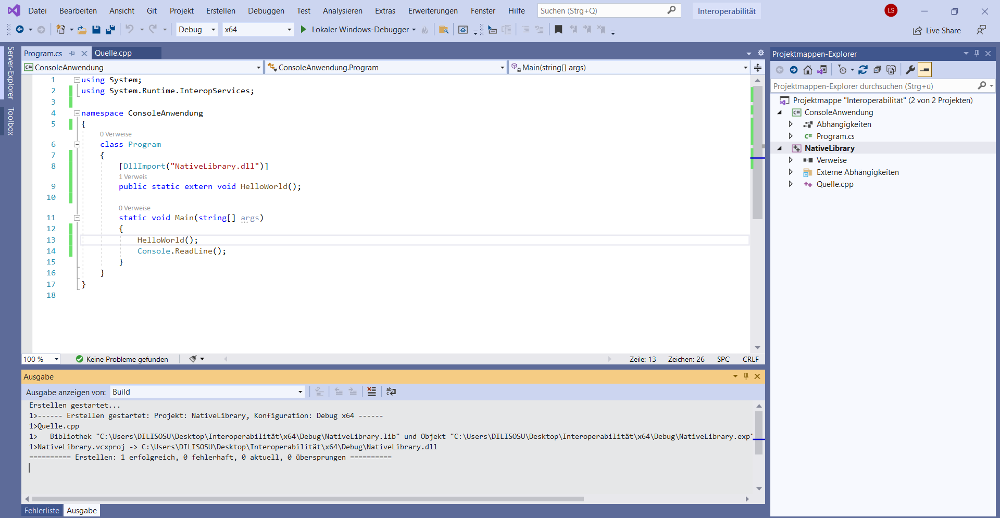 Datei Bearbeiten Ansicht Git Projekt Erstellen Debuggen Test Analysieren Extras Erweiterungen Fenster Hilfe Suchen (Strg+Q) Interoperabilität LS
Debug x64 Lokaler Windows-Debugger Live Share
Server-Explorer
Toolbox
Program.cs Quelle.cpp
C# ConsoleAnwendung ConsoleAnwendung.Program Main(string[] args)
1 using System;
2 using System.Runtime.InteropServices;
3
4 namespace ConsoleAnwendung
5 {
0 Verweise
6 class Program
7 {
8 [DllImport("NativeLibrary.dll")]
1 Verweis
9 public static extern void HelloWorld();
10
0 Verweise
11 static void Main(string[] args)
12 {
13 HelloWorld();
14 Console.ReadLine();
15 }
16 }
17 }
18
100 % Keine Probleme gefunden Zeile: 13 Zeichen: 26 SPC CRLF
Ausgabe
Ausgabe anzeigen von: Build
Erstellen gestartet...
1>------ Erstellen gestartet: Projekt: NativeLibrary, Konfiguration: Debug x64 ------
1>Quelle.cpp
1> Bibliothek "C:\Users\DILISOSU\Desktop\Interoperabilität\x64\Debug\NativeLibrary.lib" und Objekt "C:\Users\DILISOSU\Desktop\Interoperabilität\x64\Debug\NativeLibrary.exp"
1>NativeLibrary.vcxproj -> C:\Users\DILISOSU\Desktop\Interoperabilität\x64\Debug\NativeLibrary.dll
========== Erstellen: 1 erfolgreich, 0 fehlerhaft, 0 aktuell, 0 übersprungen ==========
Fehlerliste Ausgabe
Projektmappen-Explorer
Projektmappen-Explorer durchsuchen (Strg+ü)
Projektmappe "Interoperabilität" (2 von 2 Projekten)
C# ConsoleAnwendung
Abhängigkeiten
C# Program.cs
NativeLibrary
Verweise
Externe Abhängigkeiten
Quelle.cpp